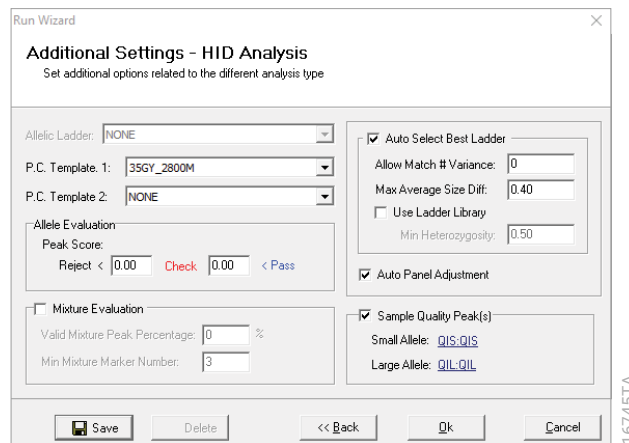 Run Wizard
Additional Settings - HID Analysis
Set additional options related to the different analysis type
Allelic Ladder: NONE
P.C. Template. 1: 35GY_2800M
P.C. Template 2: NONE
Allele Evaluation
Peak Score:
Reject < 0.00 Check 0.00 < Pass
Mixture Evaluation
Valid Mixture Peak Percentage: 0 %
Min Mixture Marker Number: 3
Auto Select Best Ladder
Allow Match # Variance: 0
Max Average Size Diff: 0.40
Use Ladder Library
Min Heterozygosity: 0.50
Auto Panel Adjustment
Sample Quality Peak(s)
Small Allele: QIS:QIS
Large Allele: QIL:QIL
Save Delete << Back Ok Cancel
16745TA